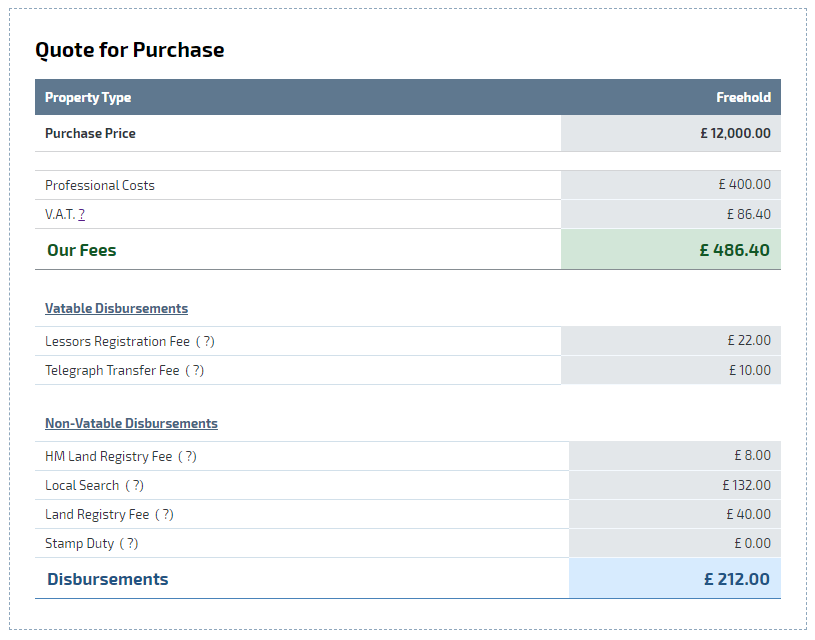 Quote for Purchase
Property Type Freehold
Purchase Price £ 12,000.00
Professional Costs £ 400.00
V.A.T. ? £ 86.40
Our Fees £ 486.40
Vatable Disbursements
Lessors Registration Fee ( ?) £ 22.00
Telegraph Transfer Fee ( ?) £ 10.00
Non-Vatable Disbursements
HM Land Registry Fee ( ?) £ 8.00
Local Search ( ?) £ 132.00
Land Registry Fee ( ?) £ 40.00
Stamp Duty ( ?) £ 0.00
Disbursements £ 212.00